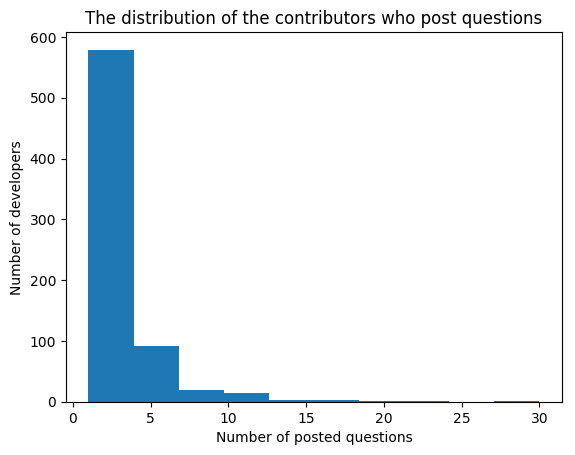 The distribution of the contributors who post questions
600
500
400
300
200
100
0
Number of developers
0 5 10 15 20 25 30
Number of posted questions